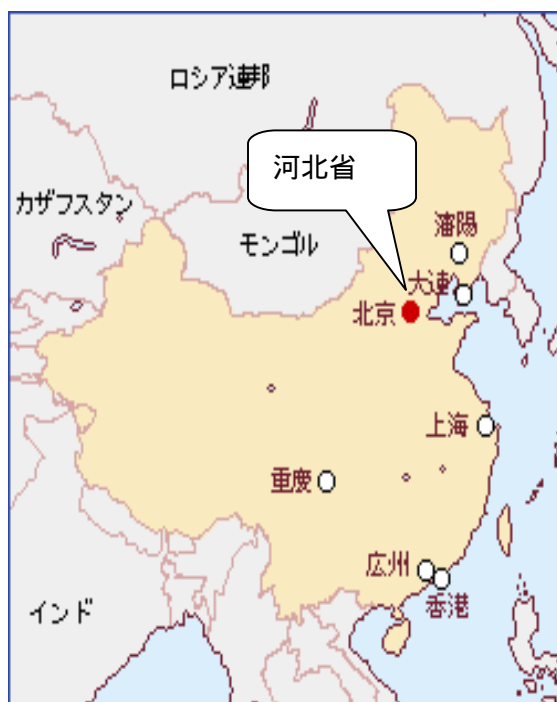 ロシア連邦
河北省
カザフスタン
モンゴル
瀋陽
大連
北京
上海
重慶
広州
香港
インド